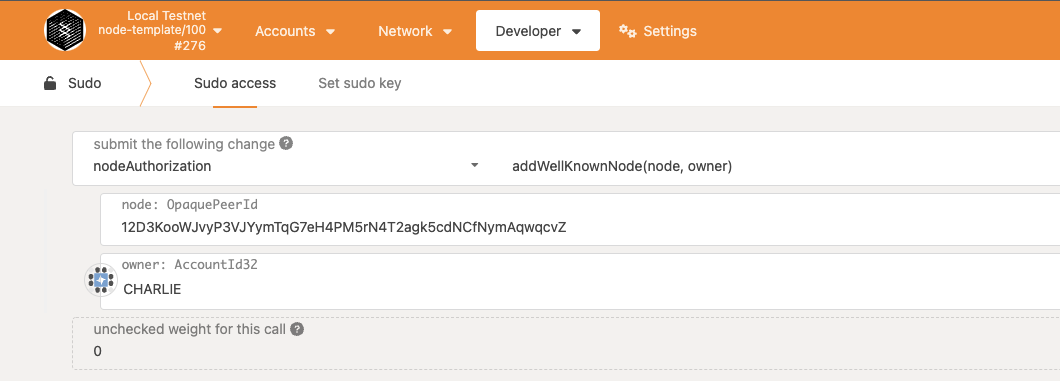 Local Testnet
node-template/100
#276
Accounts
Network
Developer
Settings
Sudo
Sudo access
Set sudo key
submit the following change ?
nodeAuthorization
addWellKnownNode(node, owner)
node: OpaquePeerId
12D3KooWJvyP3VJYymTqG7eH4PM5rN4T2agk5cdNCfNymAqwqcvZ
owner: AccountId32
CHARLIE
unchecked weight for this call ?
0